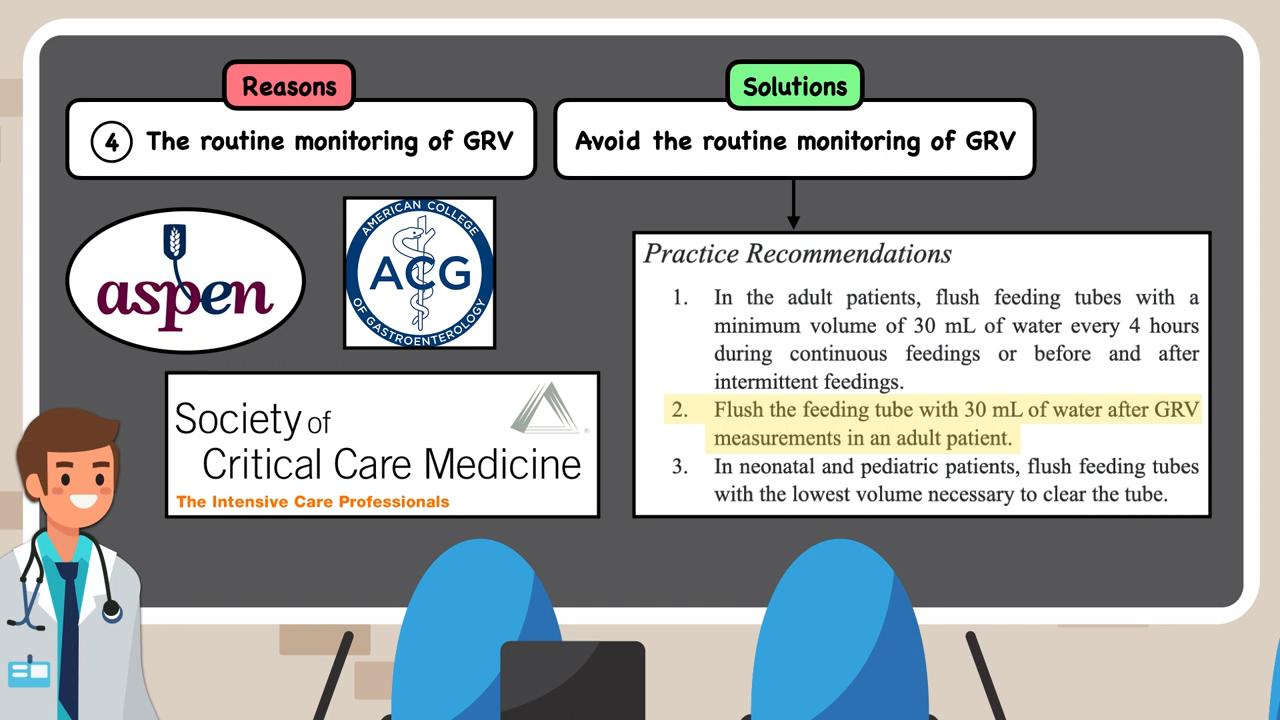 Reasons
4 The routine monitoring of GRV
Solutions
Avoid the routine monitoring of GRV
aspen
AMERICAN COLLEGE
ACG
OF GASTROENTEROLOGY
Society of
Critical Care Medicine
The Intensive Care Professionals
Practice Recommendations
1. In the adult patients, flush feeding tubes with a
minimum volume of 30 mL of water every 4 hours
during continuous feedings or before and after
intermittent feedings.
2. Flush the feeding tube with 30 mL of water after GRV
measurements in an adult patient.
3. In neonatal and pediatric patients, flush feeding tubes
with the lowest volume necessary to clear the tube.